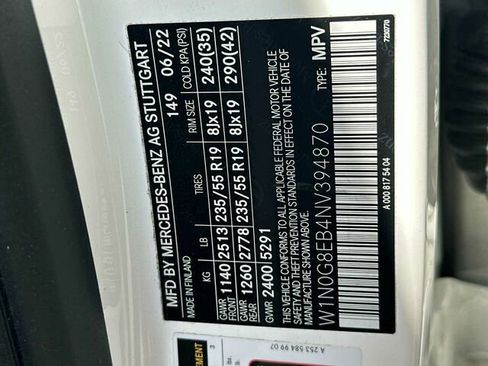 MFD BY MERCEDES-BENZ AG STUTTGART
MADE IN FINLAND 149 06/22
KG LB TIRES RIM SIZE COLD KPA(PSI)
GAWR FRONT 1140 2513 235/55 R19 8Jx19 240(35)
GAWR REAR 1260 2778 235/55 R19 8Jx19 290(42)
GVWR 2400 5291
THIS VEHICLE CONFORMS TO ALL APPLICABLE FEDERAL MOTOR VEHICLE
SAFETY AND THEFT PREVENTION STANDARDS IN EFFECT ON THE DATE OF
MANUFACTURE SHOWN ABOVE.
W1N0G8EB4NV394870 TYPE: MPV
A 000 817 54 04
A 253 584 99 07